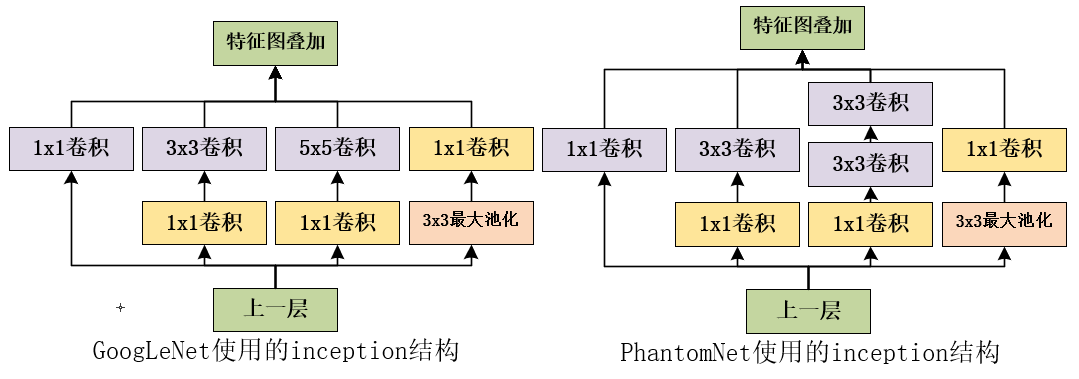 特征图叠加
1x1卷积
3x3卷积
5x5卷积
1x1卷积
1x1卷积
1x1卷积
3x3最大池化
上一层
GoogLeNet使用的inception结构
特征图叠加
3x3卷积
1x1卷积
3x3卷积
3x3卷积
1x1卷积
1x1卷积
1x1卷积
3x3最大池化
上一层
PhantomNet使用的inception结构